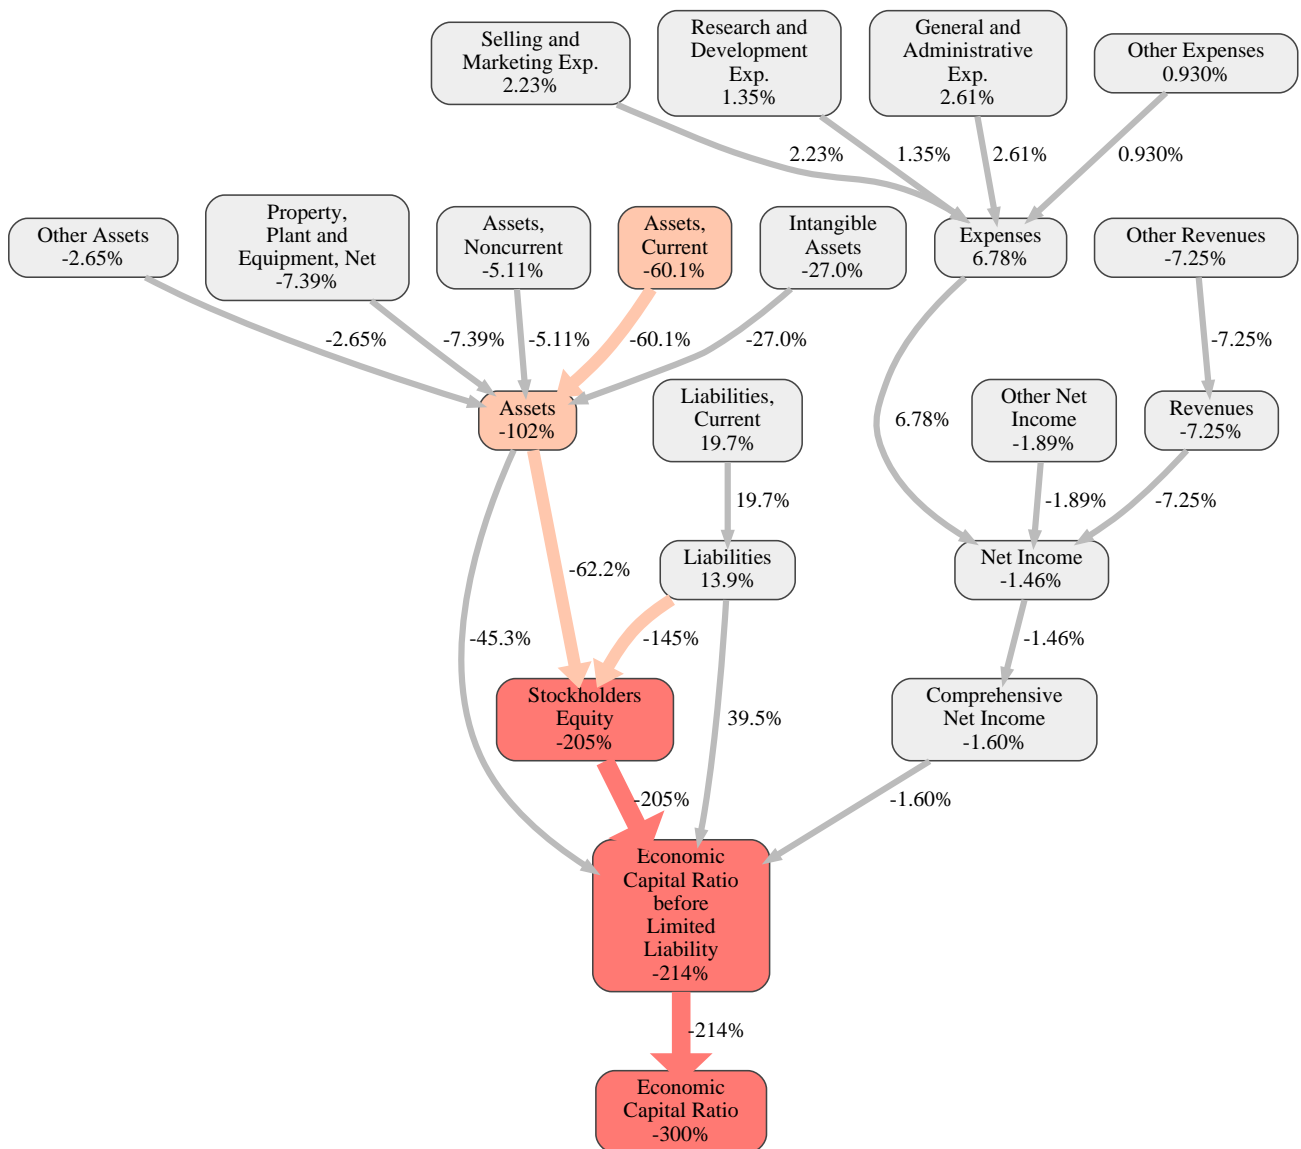 Selling and
Marketing Exp.
2.23%
Research and
Development
Exp.
1.35%
General and
Administrative
Exp.
2.61%
Other Expenses
0.930%
2.23%
1.35%
2.61%
0.930%
Other Assets
-2.65%
Property,
Plant and
Equipment, Net
-7.39%
Assets,
Noncurrent
-5.11%
Assets,
Current
-60.1%
Intangible
Assets
-27.0%
Expenses
6.78%
Other Revenues
-7.25%
-2.65%
-7.39%
-5.11%
-60.1%
-27.0%
-7.25%
Assets
-102%
Liabilities,
Current
19.7%
6.78%
Other Net
Income
-1.89%
Revenues
-7.25%
19.7%
-1.89%
-7.25%
-62.2%
Liabilities
13.9%
Net Income
-1.46%
-45.3%
-145%
-1.46%
Stockholders
Equity
-205%
39.5%
Comprehensive
Net Income
-1.60%
-205%
-1.60%
Economic
Capital Ratio
before
Limited
Liability
-214%
-214%
Economic
Capital Ratio
-300%